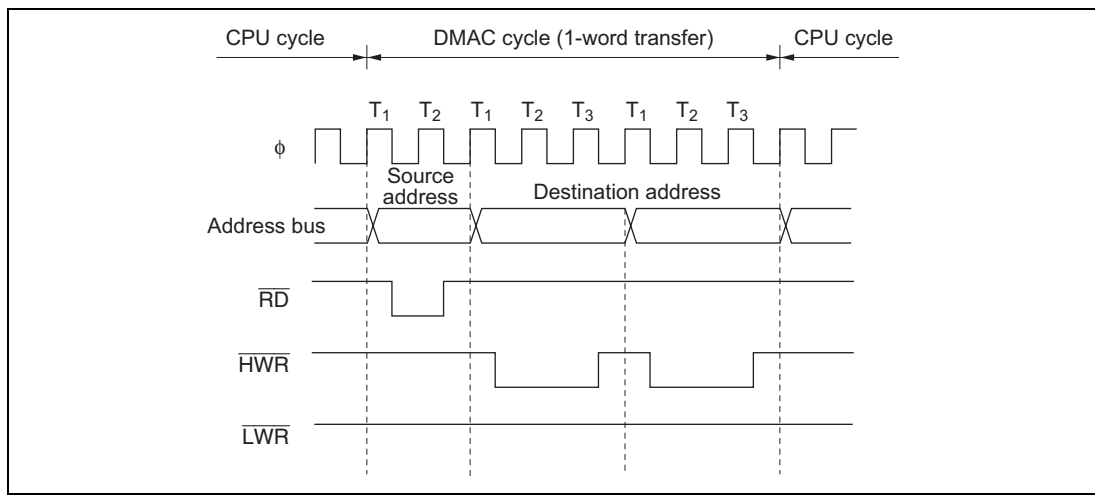 CPU cycle DMAC cycle (1-word transfer) CPU cycle
T1 T2 T1 T2 T3 T1 T2 T3
ϕ
Source
address
Destination address
Address bus
RD
HWR
LWR